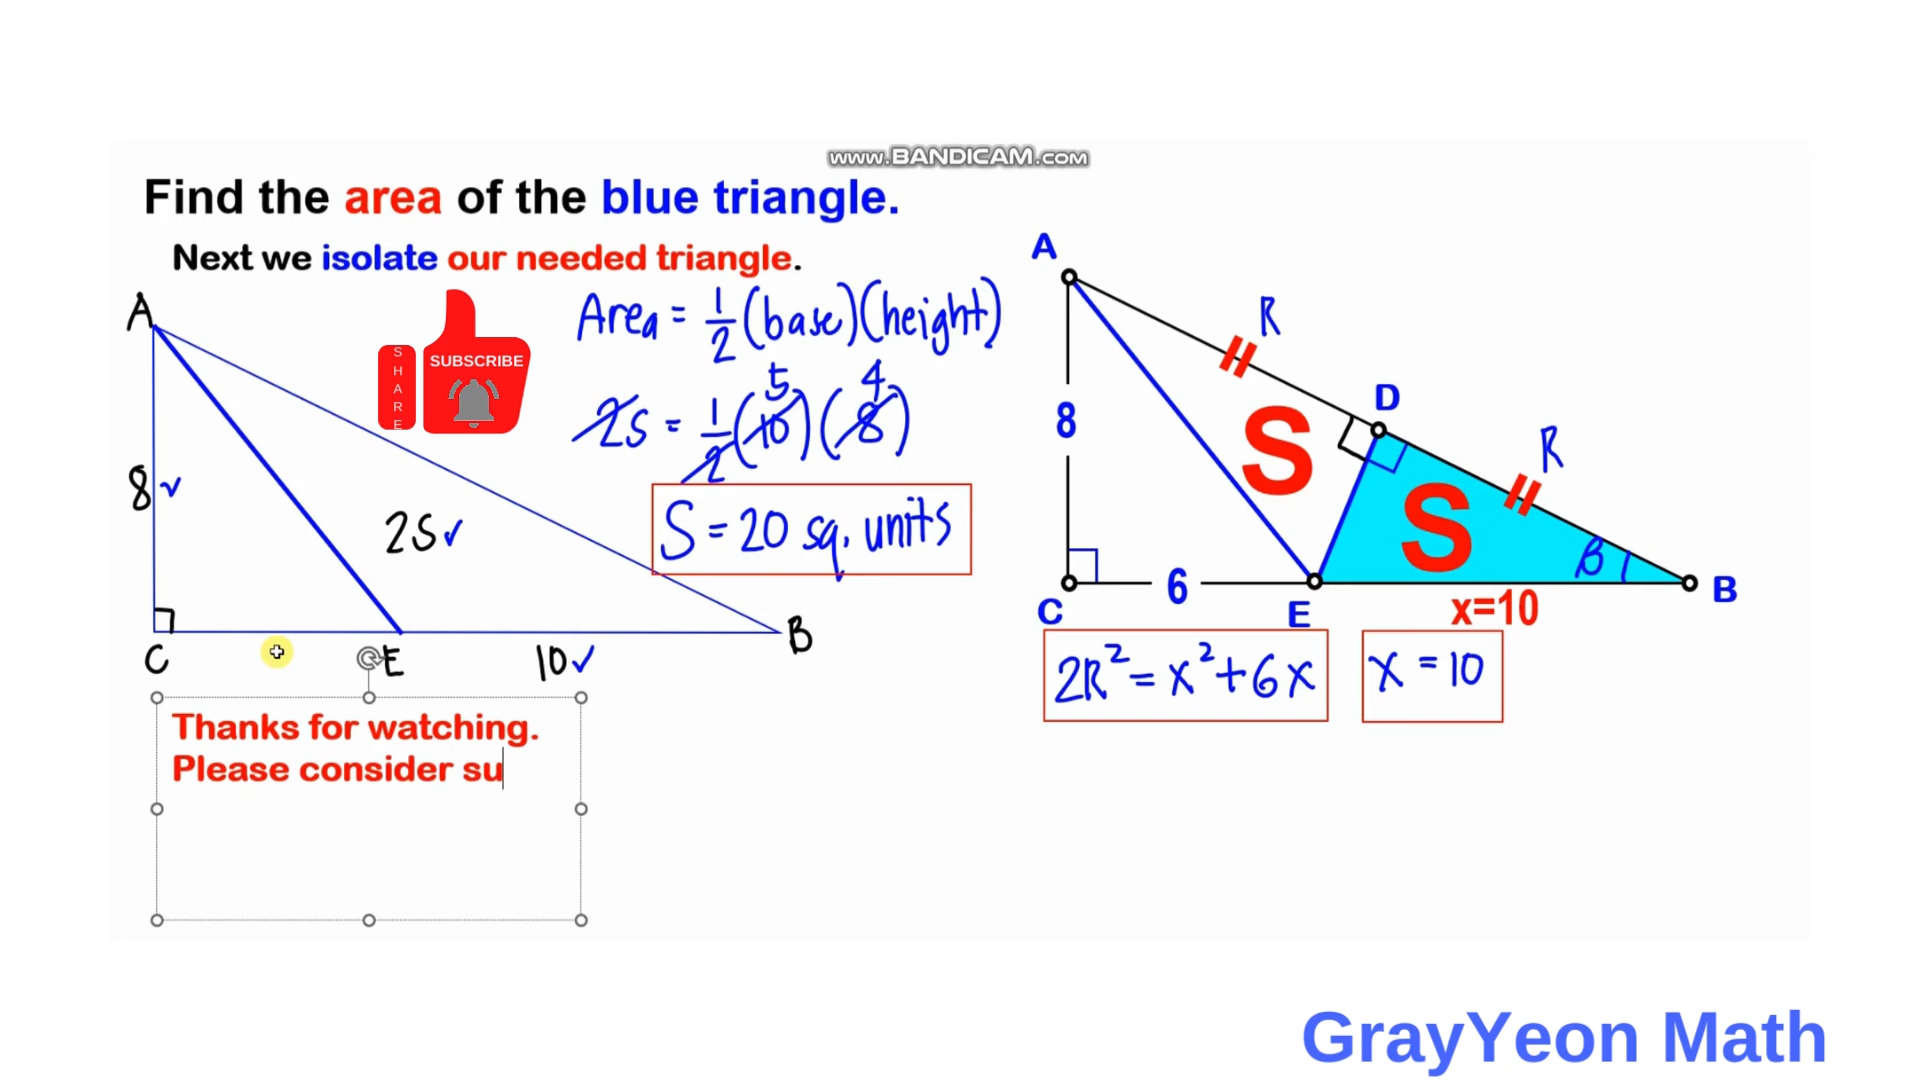 www.BANDICAM.com
Find the area of the blue triangle.
Next we isolate our needed triangle.
A
8✓
2S✓
C
E
10✓
B
SHARE
SUBSCRIBE
Area = 1/2 (base)(height)
5 4
2S = 1/2 (10)(8)
S = 20 sq. units
A
R
D
R
8
S
S
β
C
6
E
x=10
B
2R² = x² + 6x
x = 10
Thanks for watching.
Please consider su
GrayYeon Math